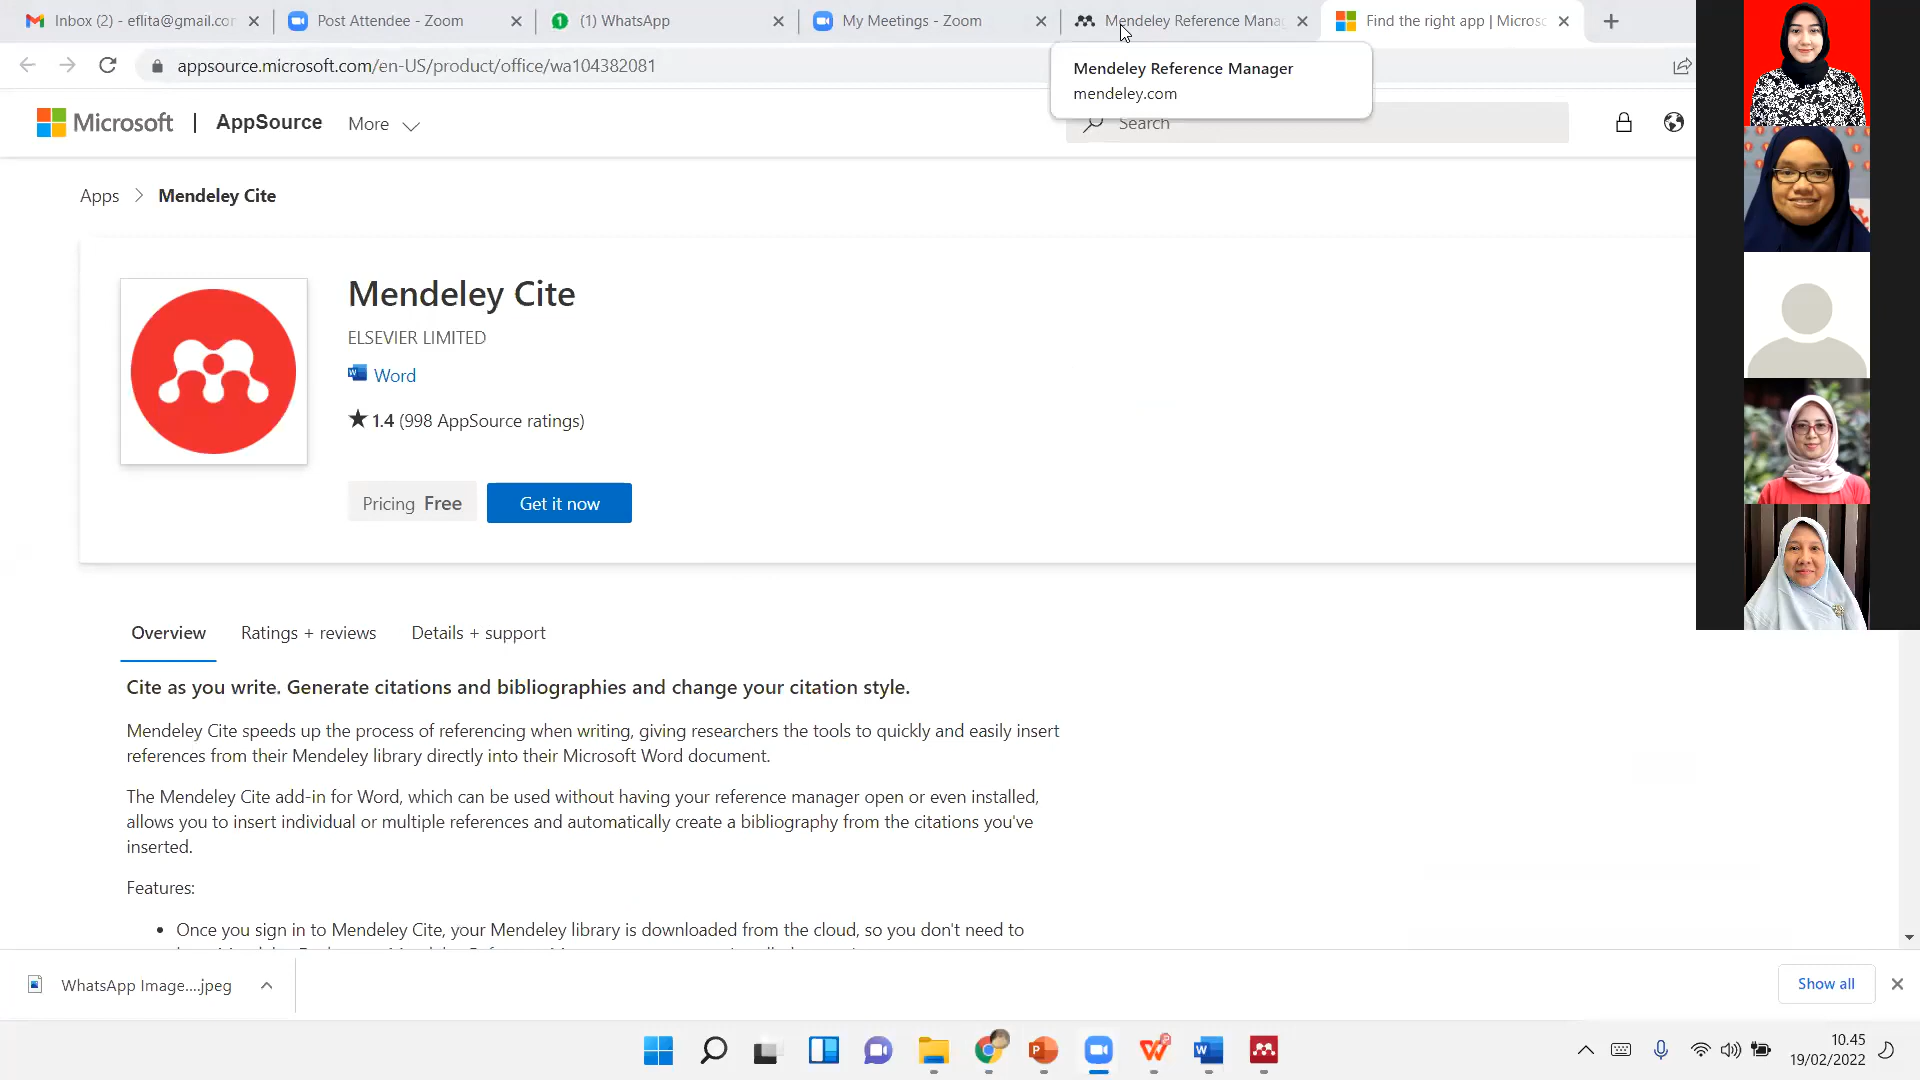 Inbox (2) - eflita@gmail.co
Post Attendee - Zoom
(1) WhatsApp
My Meetings - Zoom
Mendeley Reference Mana
Find the right app | Micros
appsource.microsoft.com/en-US/product/office/wa104382081
Mendeley Reference Manager
mendeley.com
Microsoft | AppSource More
Search
Apps > Mendeley Cite
Mendeley Cite
ELSEVIER LIMITED
Word
1.4 (998 AppSource ratings)
Pricing Free
Get it now
Overview
Ratings + reviews
Details + support
Cite as you write. Generate citations and bibliographies and change your citation style.
Mendeley Cite speeds up the process of referencing when writing, giving researchers the tools to quickly and easily insert
references from their Mendeley library directly into their Microsoft Word document.
The Mendeley Cite add-in for Word, which can be used without having your reference manager open or even installed,
allows you to insert individual or multiple references and automatically create a bibliography from the citations you've
inserted.
Features:
• Once you sign in to Mendeley Cite, your Mendeley library is downloaded from the cloud, so you don't need to
WhatsApp Image....jpeg
Show all
10.45
19/02/2022